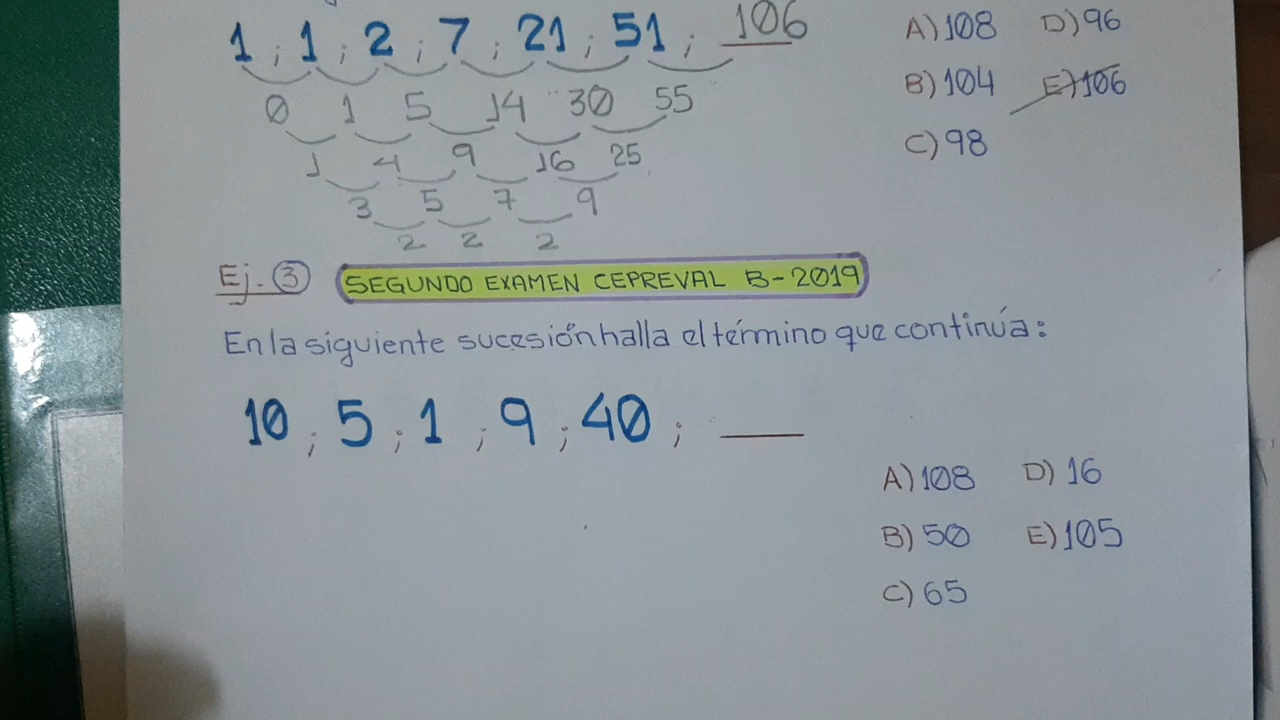 1 ; 1 ; 2 ; 7 ; 21 ; 51 ; 106
0 1 5 14 30 55
1 4 9 16 25
3 5 7 9
2 2 2
A) 108 D) 96
B) 104 E) 106
C) 98
Ej. 3 SEGUNDO EXAMEN CEPREVAL B-2019
En la siguiente sucesión halla el término que continúa:
10 ; 5 ; 1 ; 9 ; 40 ; ___
A) 108 D) 16
B) 50 E) 105
C) 65